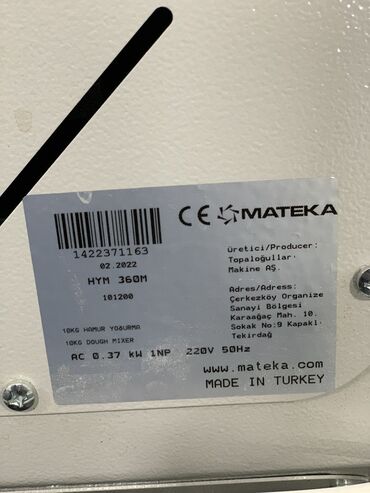 CE MATEKA
1422371163
02.2022
HYM 360M
101200
üretici/Producer:
Topaloğullar
Makine AŞ.
Adres/Adress:
Çerkezköy Organize
Sanayi Bölgesi
Karaağaç Mah. 10.
Sokak No:9 Kapaklı
Tekirdağ
10KG HAMUR YOĞURMA
10KG DOUGH MIXER
AC 0.37 kW 1NP 220V 50Hz
www.mateka.com
MADE IN TURKEY